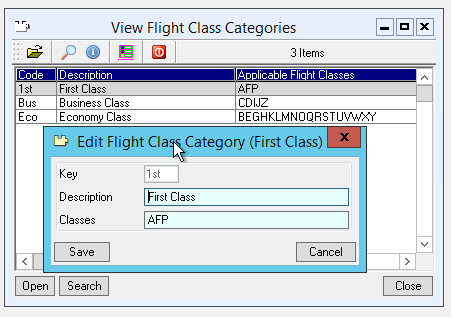 View Flight Class Categories
3 Items
Code Description Applicable Flight Classes
1st First Class AFP
Bus Business Class CDIJZ
Eco Economy Class BEGHKLMNOQRSTUVWXY
Edit Flight Class Category (First Class)
Key 1st
Description First Class
Classes AFP
Save Cancel
Open Search Close